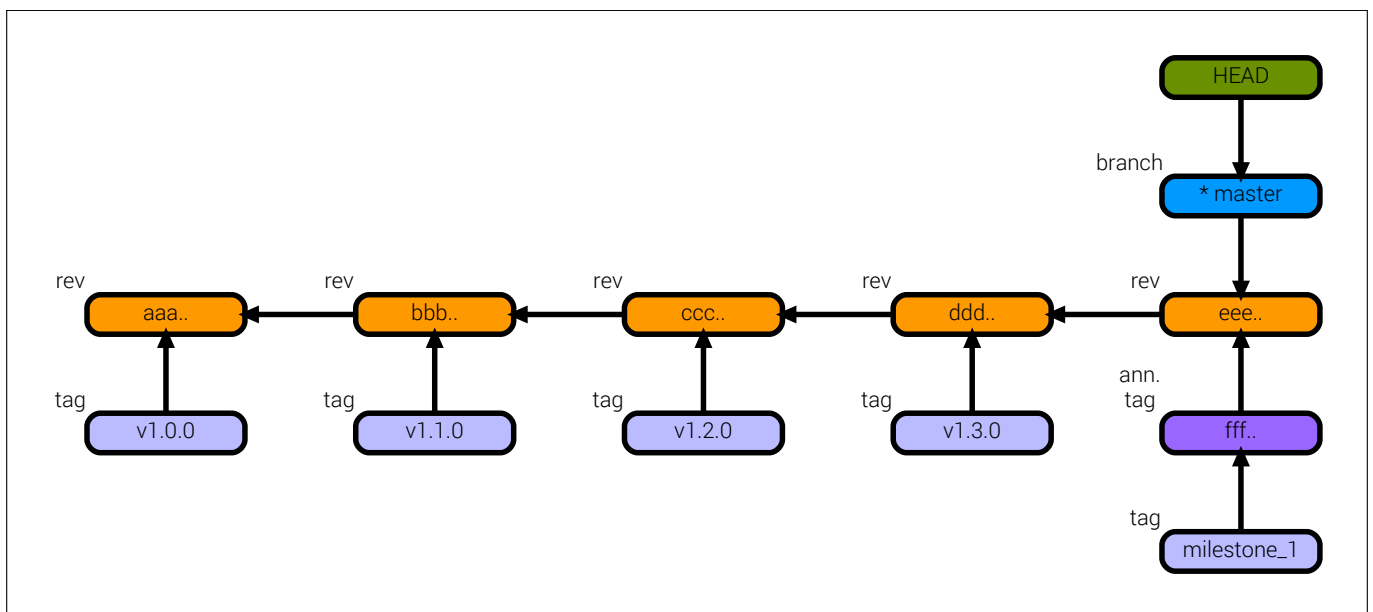 HEAD
branch
* master
rev
rev
rev
rev
rev
aaa..
bbb..
ccc..
ddd..
eee..
ann.
tag
tag
tag
tag
tag
v1.0.0
v1.1.0
v1.2.0
v1.3.0
fff..
tag
milestone_1